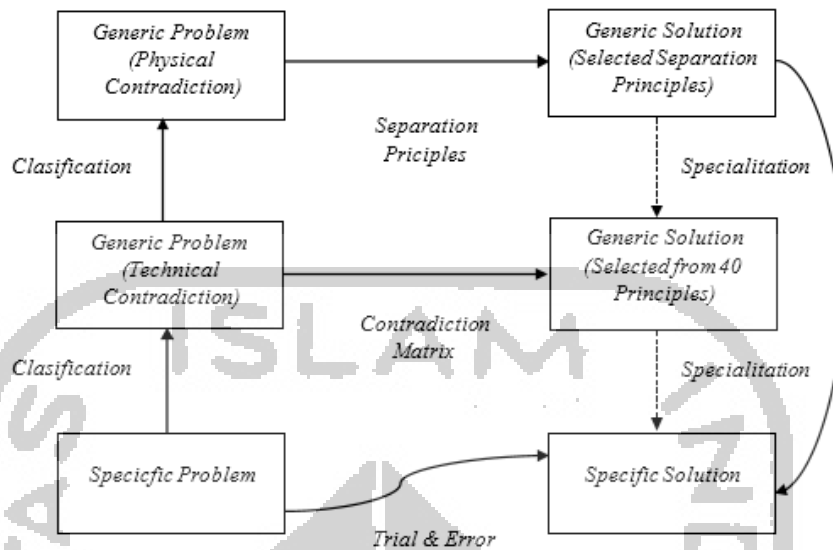 Generic Problem
(Physical
Contradiction)
Generic Solution
(Selected Separation
Principles)
Separation
Priciples
Clasification
Specialitation
Generic Problem
(Technical
Contradiction)
Generic Solution
(Selected from 40
Principles)
ISLAM
Contradiction
Matrix
Clasification
Specialitation
Specicfic Problem
Specific Solution
Trial & Error